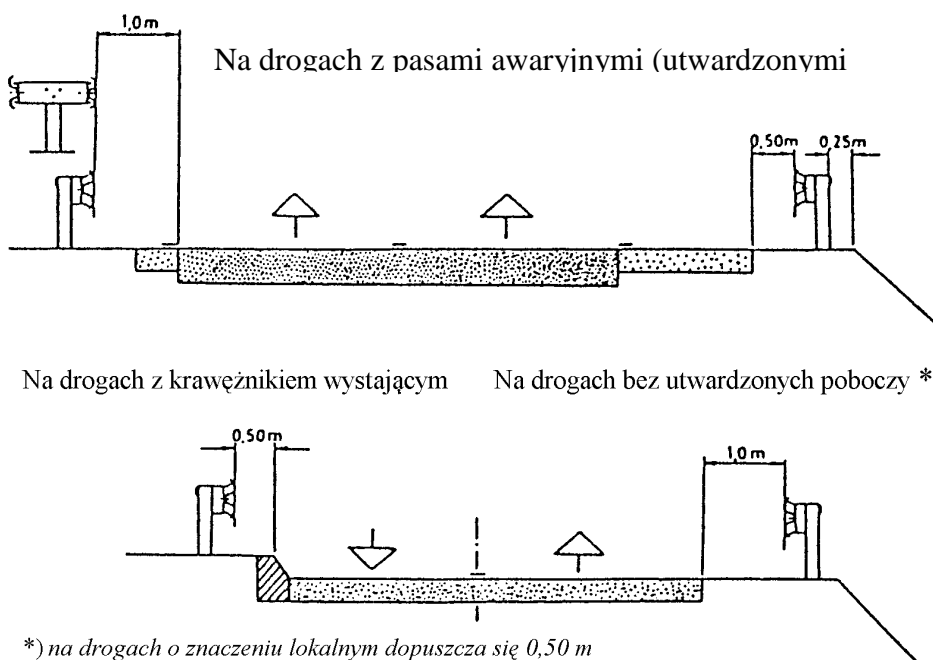 1,0m
Na drogach z pasami awaryjnymi (utwardzonymi
0,50m 0,25m
Na drogach z krawężnikiem wystającym Na drogach bez utwardzonych poboczy *
0,50m
1,0m
*) na drogach o znaczeniu lokalnym dopuszcza się 0,50 m